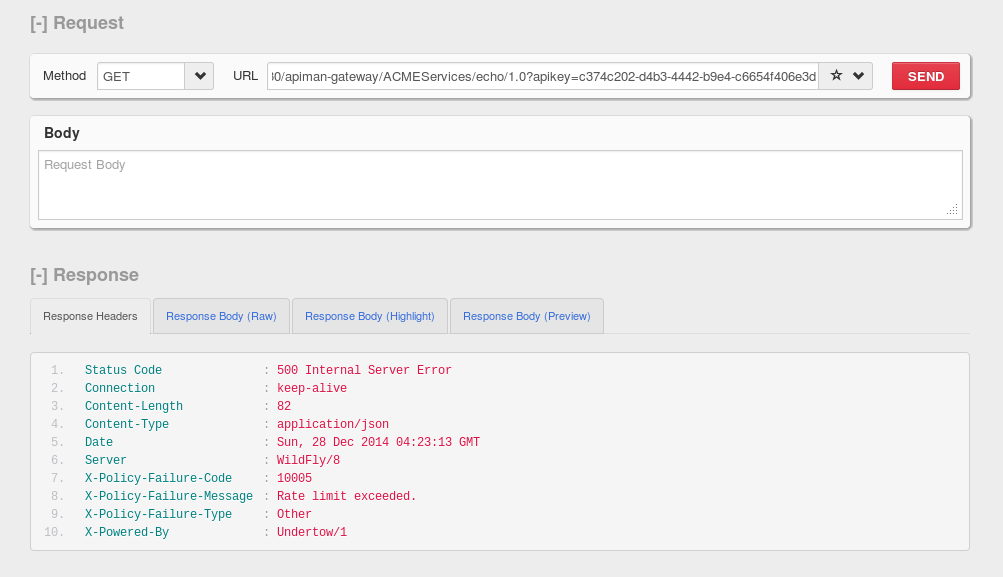 [-] Request
Method GET URL 0/apiman-gateway/ACMEServices/echo/1.0?apikey=c374c202-d4b3-4442-b9e4-c6654f406e3d SEND
Body
Request Body
[-] Response
Response Headers Response Body (Raw) Response Body (Highlight) Response Body (Preview)
1. Status Code : 500 Internal Server Error
2. Connection : keep-alive
3. Content-Length : 82
4. Content-Type : application/json
5. Date : Sun, 28 Dec 2014 04:23:13 GMT
6. Server : WildFly/8
7. X-Policy-Failure-Code : 10005
8. X-Policy-Failure-Message : Rate limit exceeded.
9. X-Policy-Failure-Type : Other
10. X-Powered-By : Undertow/1